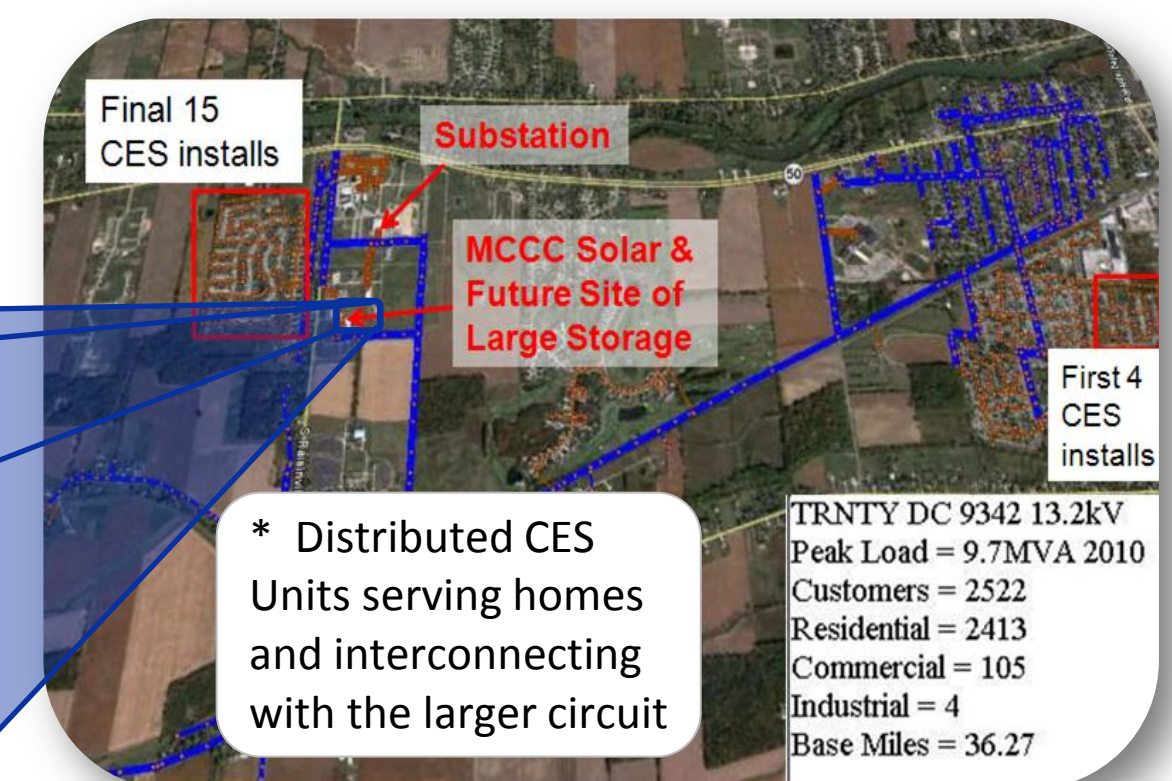 Final 15
CES installs
Substation
50
MCCC Solar &
Future Site of
Large Storage
First 4
CES
installs
* Distributed CES
Units serving homes
and interconnecting
with the larger circuit
TRNTY DC 9342 13.2kV
Peak Load = 9.7MVA 2010
Customers = 2522
Residential = 2413
Commercial = 105
Industrial = 4
Base Miles = 36.27